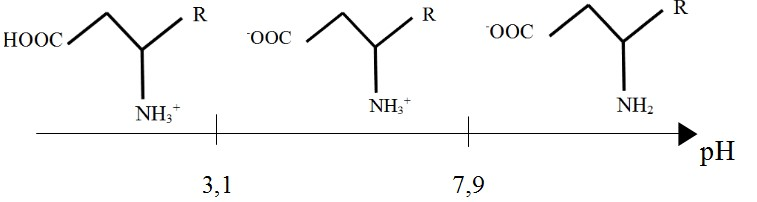 HOOC R NH₃⁺
⁻OOC R NH₃⁺
⁻OOC R NH₂
3,1 7,9 pH